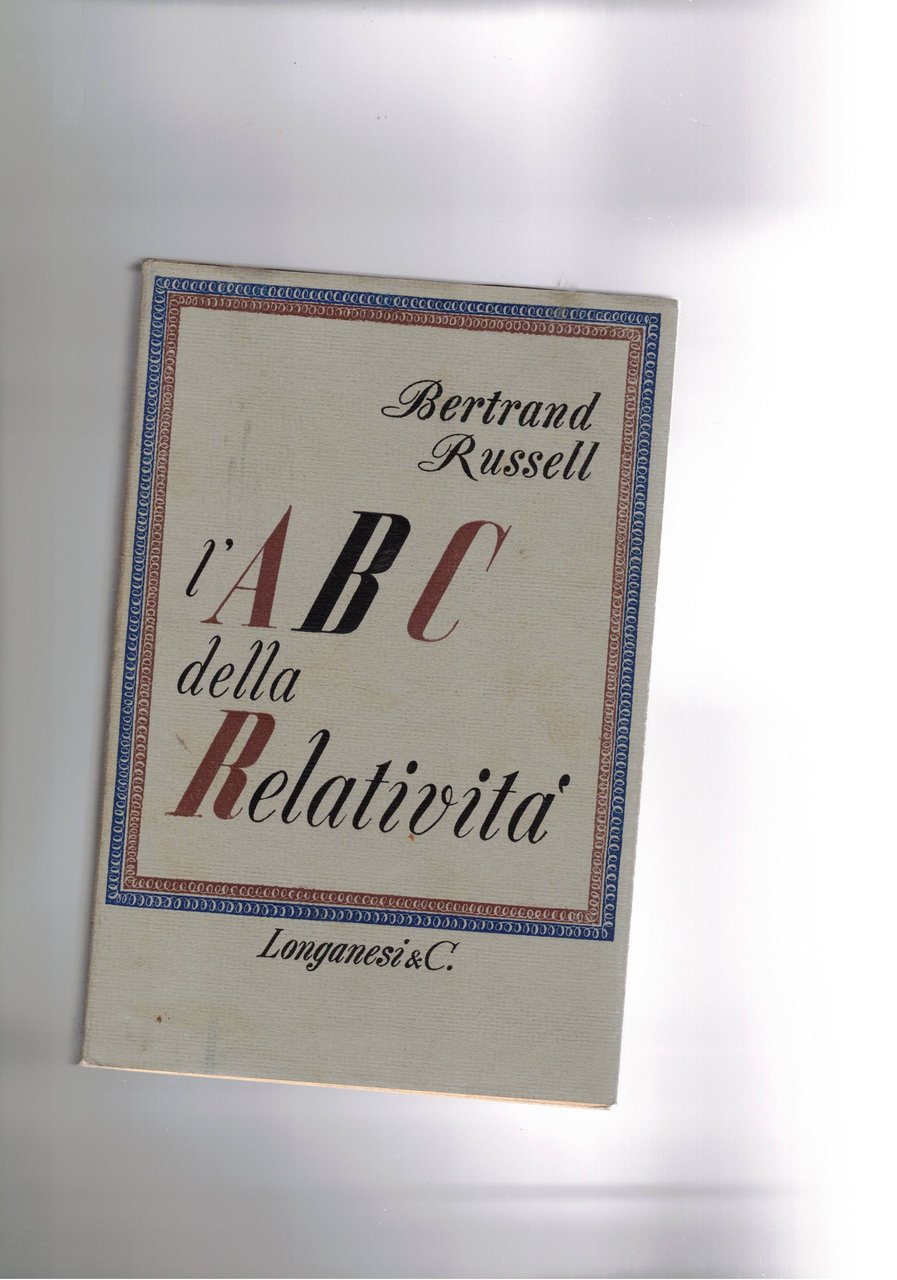 Bertrand
Russell
l'ABC
della
Relatività
Longanesi & C.